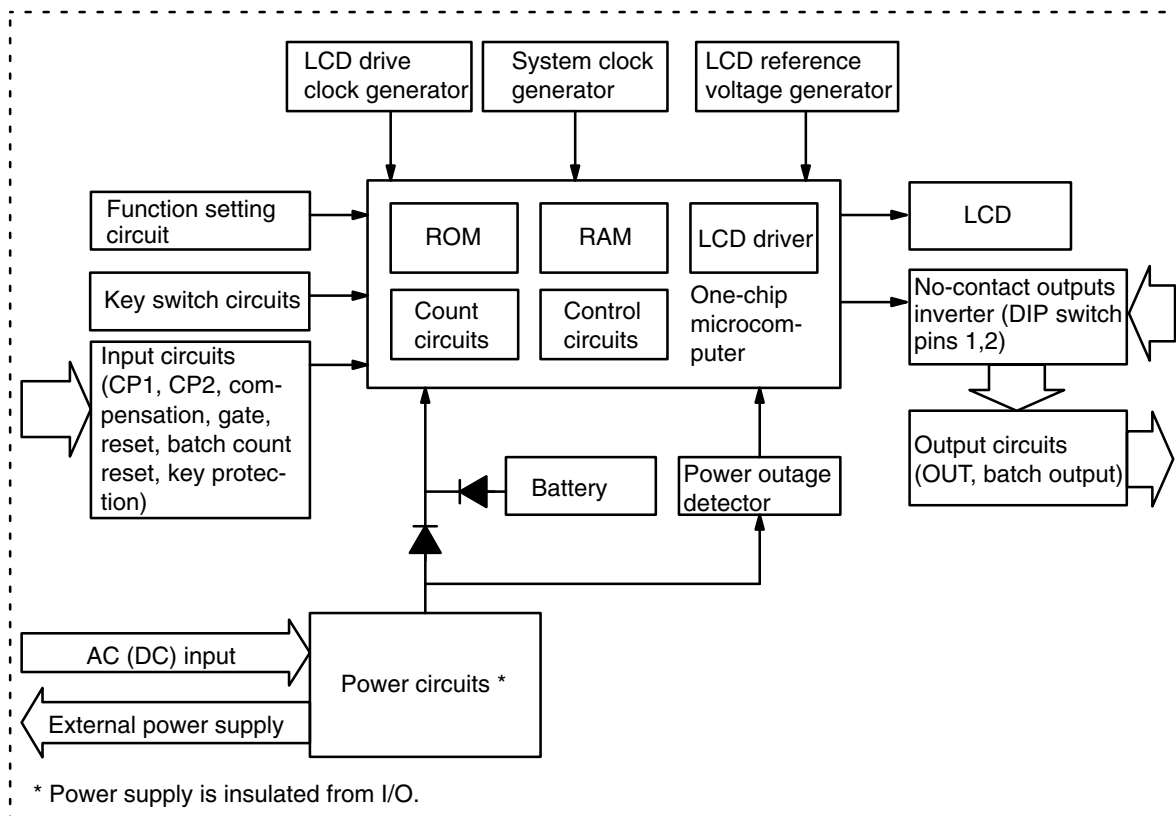 LCD drive
clock generator
System clock
generator
LCD reference
voltage generator
Function setting
circuit
ROM
RAM
LCD driver
LCD
Key switch circuits
Count
circuits
Control
circuits
One-chip
microcom-
puter
No-contact outputs
inverter (DIP switch
pins 1,2)
Input circuits
(CP1, CP2, com-
pensation, gate,
reset, batch count
reset, key protec-
tion)
Output circuits
(OUT, batch output)
Battery
Power outage
detector
AC (DC) input
Power circuits *
External power supply
* Power supply is insulated from I/O.